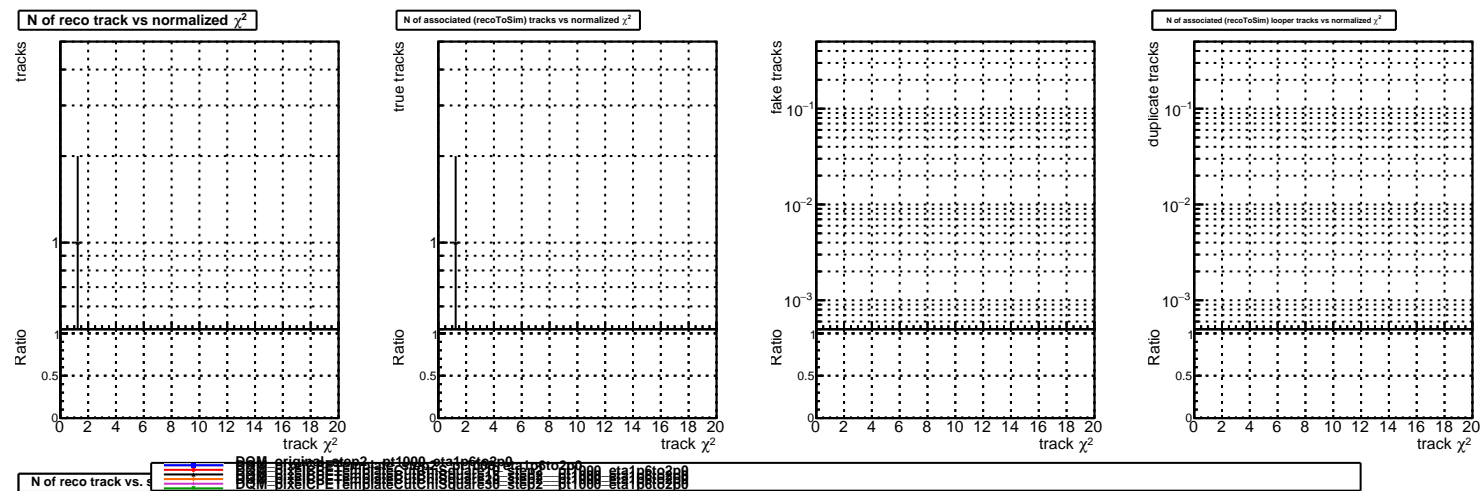 N of reco track vs normalized χ²
tracks
1
Ratio
1
0.5
0
0 2 4 6 8 10 12 14 16 18 20
track χ²
N of associated (recoToSim) tracks vs normalized χ²
true tracks
1
Ratio
1
0.5
0
0 2 4 6 8 10 12 14 16 18 20
track χ²
fake tracks
10⁻¹
10⁻²
10⁻³
Ratio
1
0.5
0
0 2 4 6 8 10 12 14 16 18 20
track χ²
N of associated (recoToSim) looper tracks vs normalized χ²
duplicate tracks
10⁻¹
10⁻²
10⁻³
Ratio
1
0.5
0
0 2 4 6 8 10 12 14 16 18 20
track χ²
N of reco track vs.